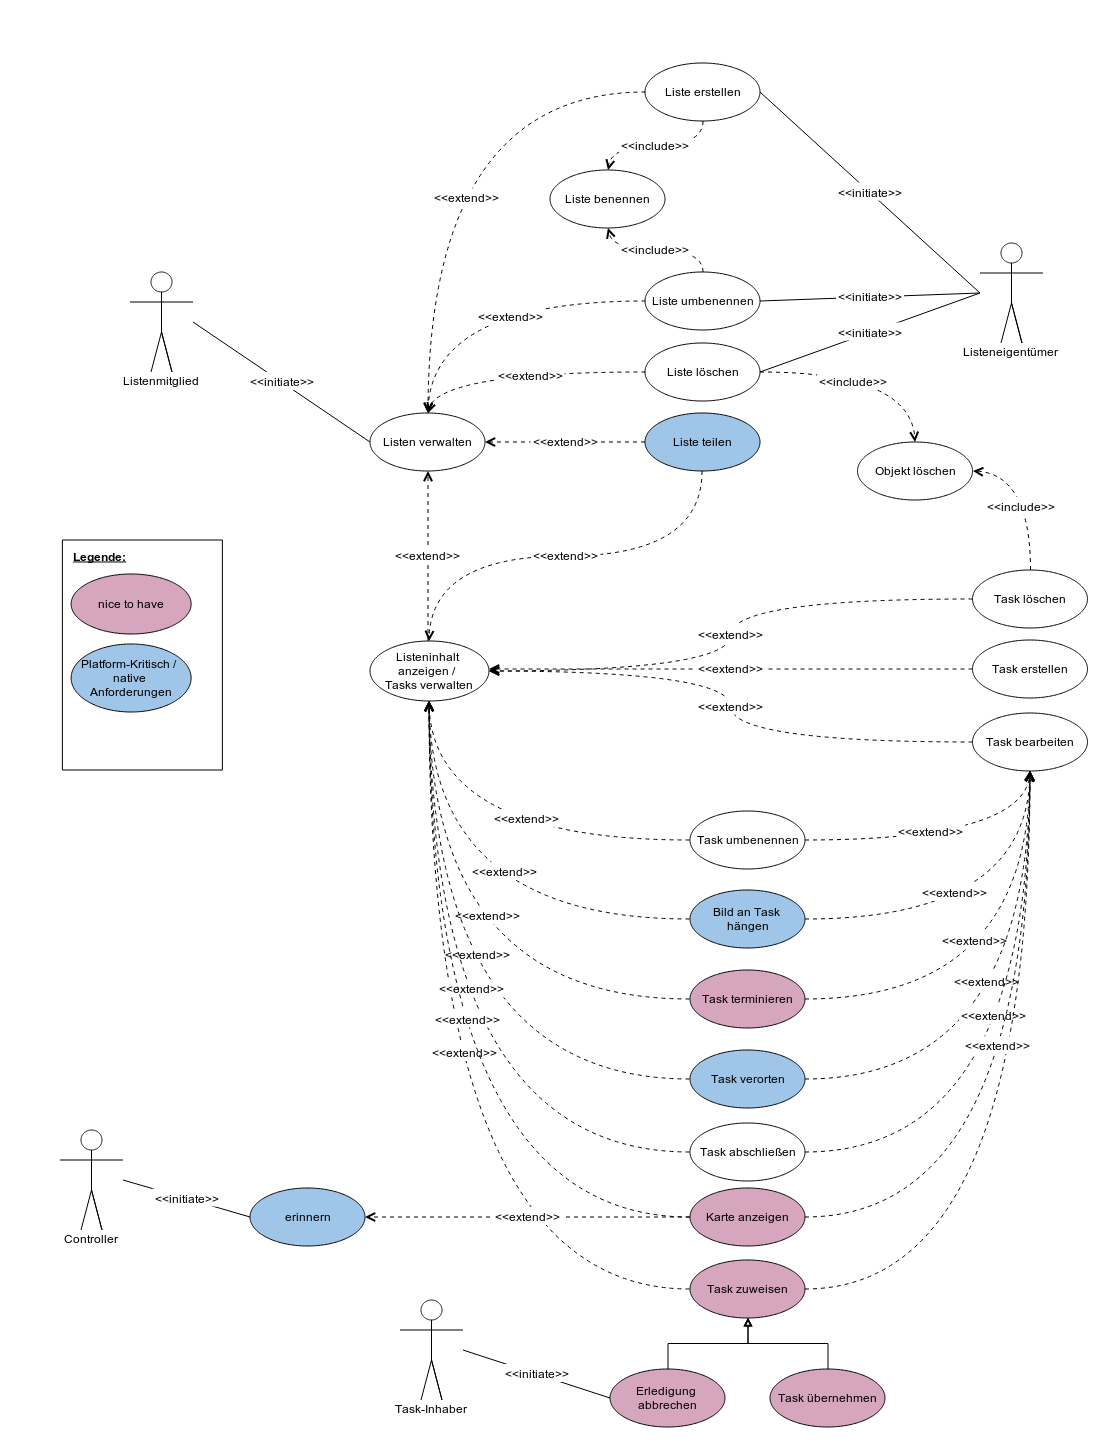 Liste erstellen
<<include>>
<<initiate>>
<<extend>>
Liste benennen
<<include>>
Liste umbenennen
<<initiate>>
<<extend>>
<<initiate>>
Listeneigentümer
Liste löschen
<<extend>>
Listenmitglied
<<initiate>>
<<include>>
Listen verwalten
<<extend>>
Liste teilen
Objekt löschen
<<include>>
<<extend>>
<<extend>>
Legende:
nice to have
Platform-Kritisch /
native
Anforderungen
Task löschen
<<extend>>
Listeninhalt
anzeigen /
Tasks verwalten
<<extend>>
Task erstellen
<<extend>>
Task bearbeiten
<<extend>>
Task umbenennen
<<extend>>
<<extend>>
Bild an Task
hängen
<<extend>>
<<extend>>
<<extend>>
<<extend>>
Task terminieren
<<extend>>
<<extend>>
<<extend>>
<<extend>>
<<extend>>
<<extend>>
Task verorten
Task abschließen
<<initiate>>
Controller
erinnern
<<extend>>
Karte anzeigen
Task zuweisen
<<initiate>>
Task-Inhaber
Erledigung
abbrechen
Task übernehmen